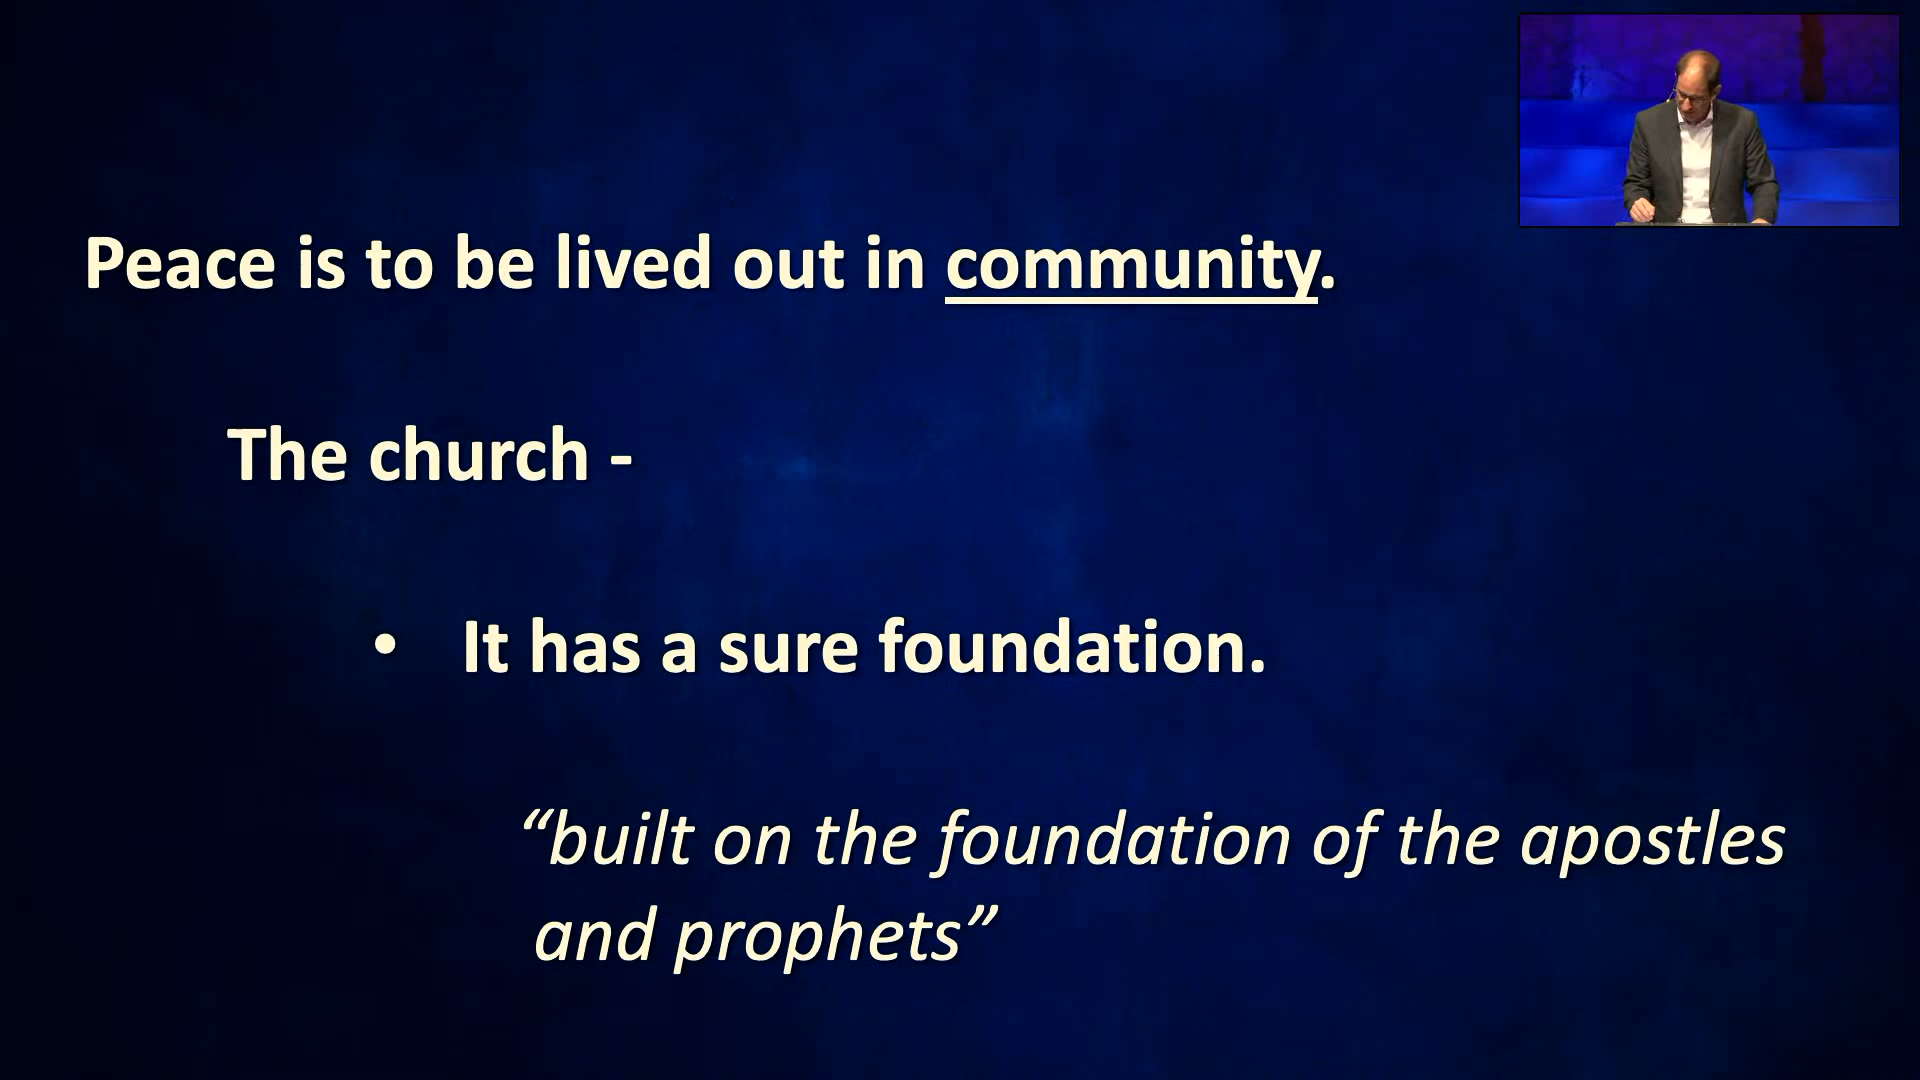 Peace is to be lived out in community.
The church -
• It has a sure foundation.
“built on the foundation of the apostles
and prophets”